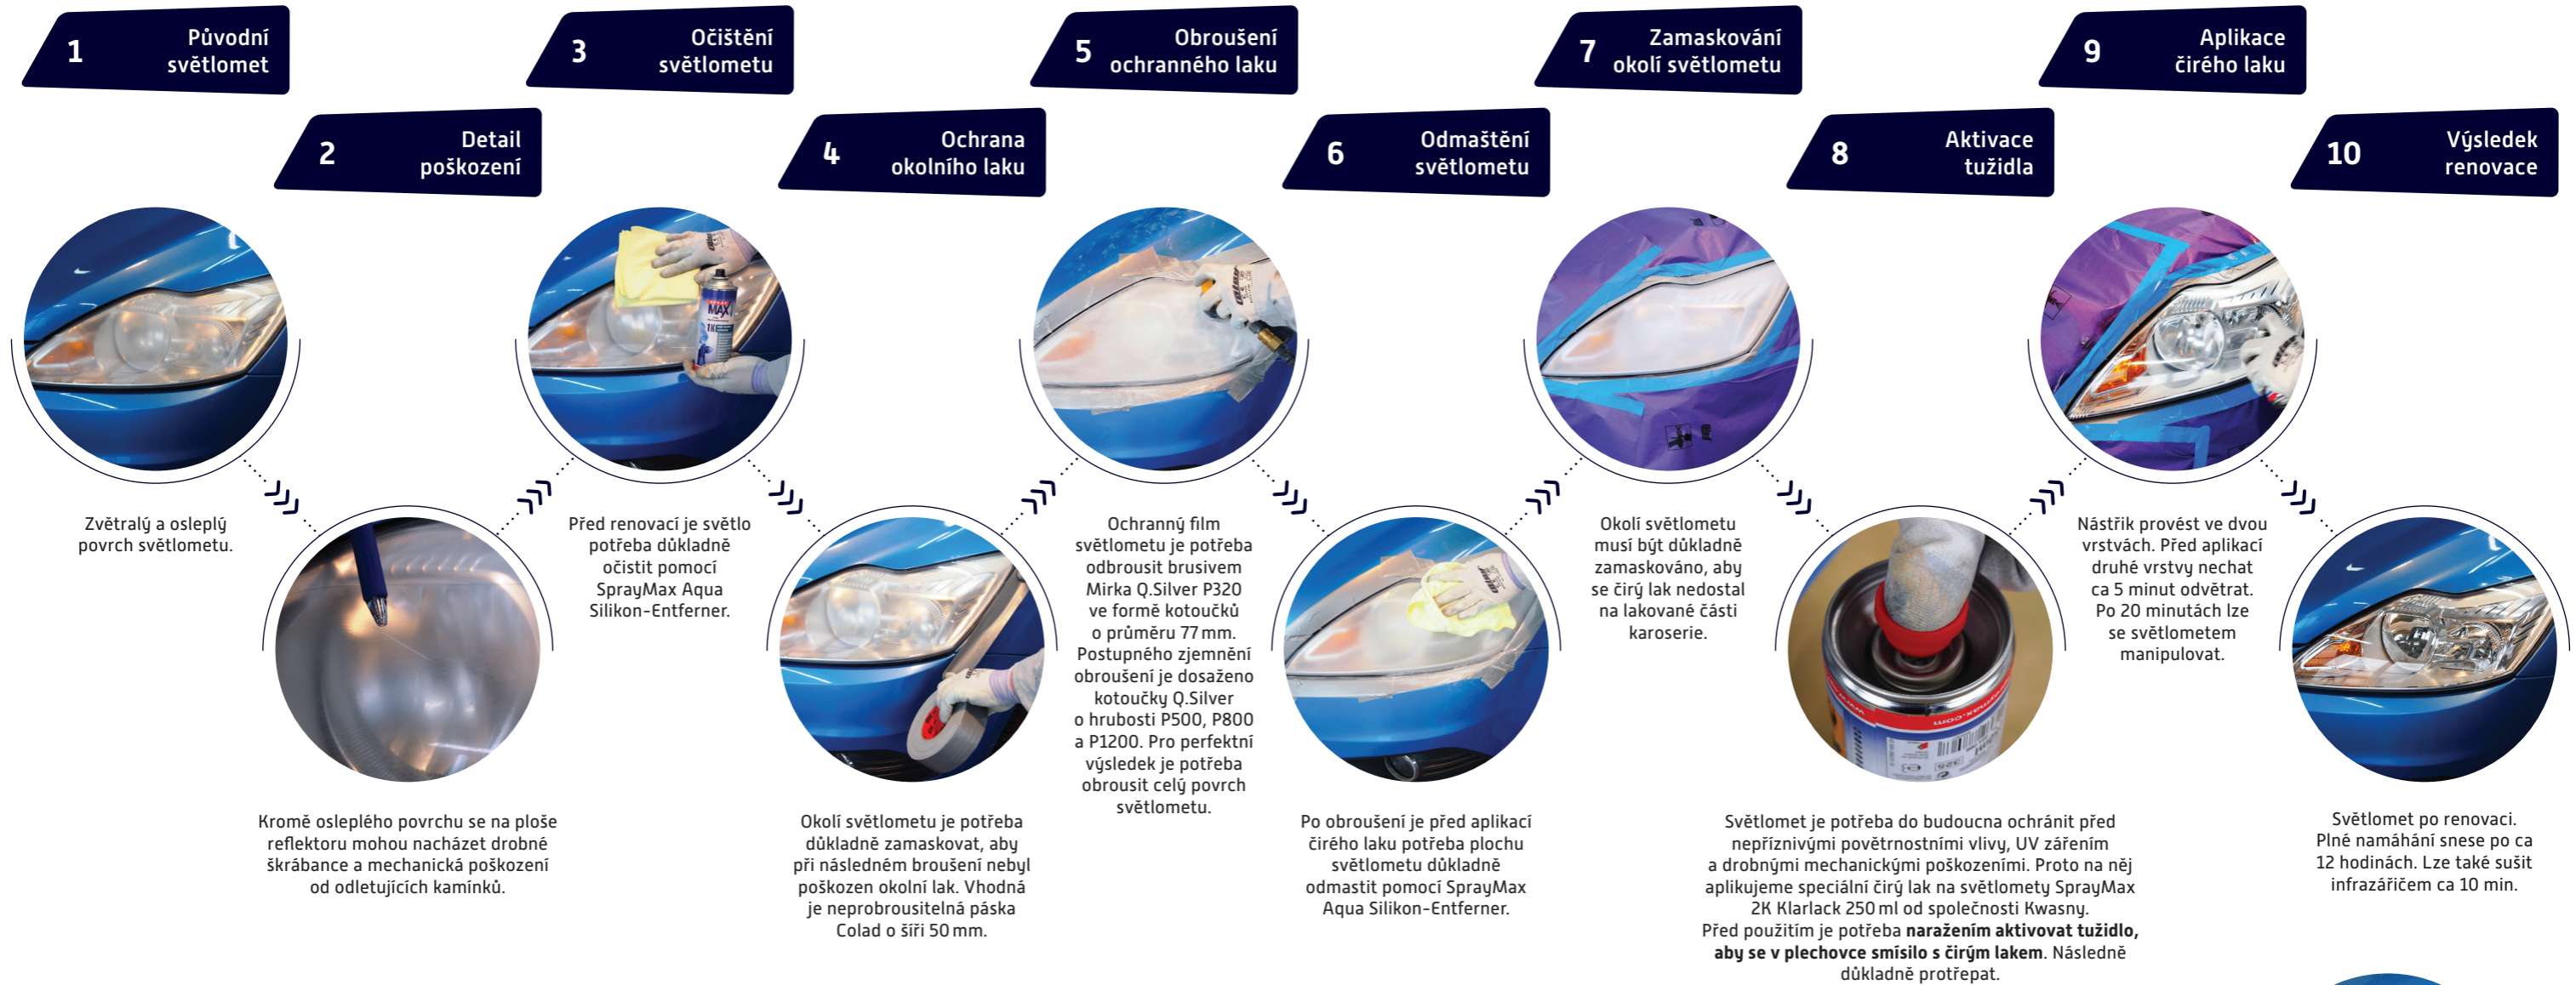 1
Původní
světlomet
2
Detail
poškození
3
Očištění
světlometu
4
Ochrana
okolního laku
5
Obroušení
ochranného laku
6
Odmaštění
světlometu
7
Zamaskování
okolí světlometu
8
Aktivace
tužidla
9
Aplikace
čirého laku
10
Výsledek
renovace
Zvětralý a osleplý
povrch světlometu.
Kromě osleplého povrchu se na ploše
reflektoru mohou nacházet drobné
škrábance a mechanická poškození
od odletujících kamínků.
MAX
1K
Před renovací je světlo
potřeba důkladně
očistit pomocí
SprayMax Aqua
Silikon-Entferner.
Okolí světlometu je potřeba
důkladně zamaskovat, aby
při následném broušení nebyl
poškozen okolní lak. Vhodná
je neprobrousitelná páska
Colad o šíři 50 mm.
Ochranný film
světlometu je potřeba
odbrousit brusivem
Mirka Q.Silver P320
ve formě kotoučků
o průměru 77 mm.
Postupného zjemnění
obroušení je dosaženo
kotoučky Q.Silver
o hrubosti P500, P800
a P1200. Pro perfektní
výsledek je potřeba
obrousit celý povrch
světlometu.
Po obroušení je před aplikací
čirého laku potřeba plochu
světlometu důkladně
odmastit pomocí SprayMax
Aqua Silikon-Entferner.
Okolí světlometu
musí být důkladně
zamaskováno, aby
se čirý lak nedostal
na lakované části
karoserie.
Světlomet je potřeba do budoucna ochránit před
nepříznivými povětrnostními vlivy, UV zářením
a drobnými mechanickými poškozeními. Proto na něj
aplikujeme speciální čirý lak na světlomety SprayMax
2K Klarlack 250 ml od společnosti Kwasny.
Před použitím je potřeba naražením aktivovat tužidlo,
aby se v plechovce smísilo s čirým lakem. Následně
důkladně protřepat.
Nástřik provést ve dvou
vrstvách. Před aplikací
druhé vrstvy nechat
ca 5 minut odvětrat.
Po 20 minutách lze
se světlometem
manipulovat.
Světlomet po renovaci.
Plné namáhání snese po ca
12 hodinách. Lze také sušit
infrazářičem ca 10 min.